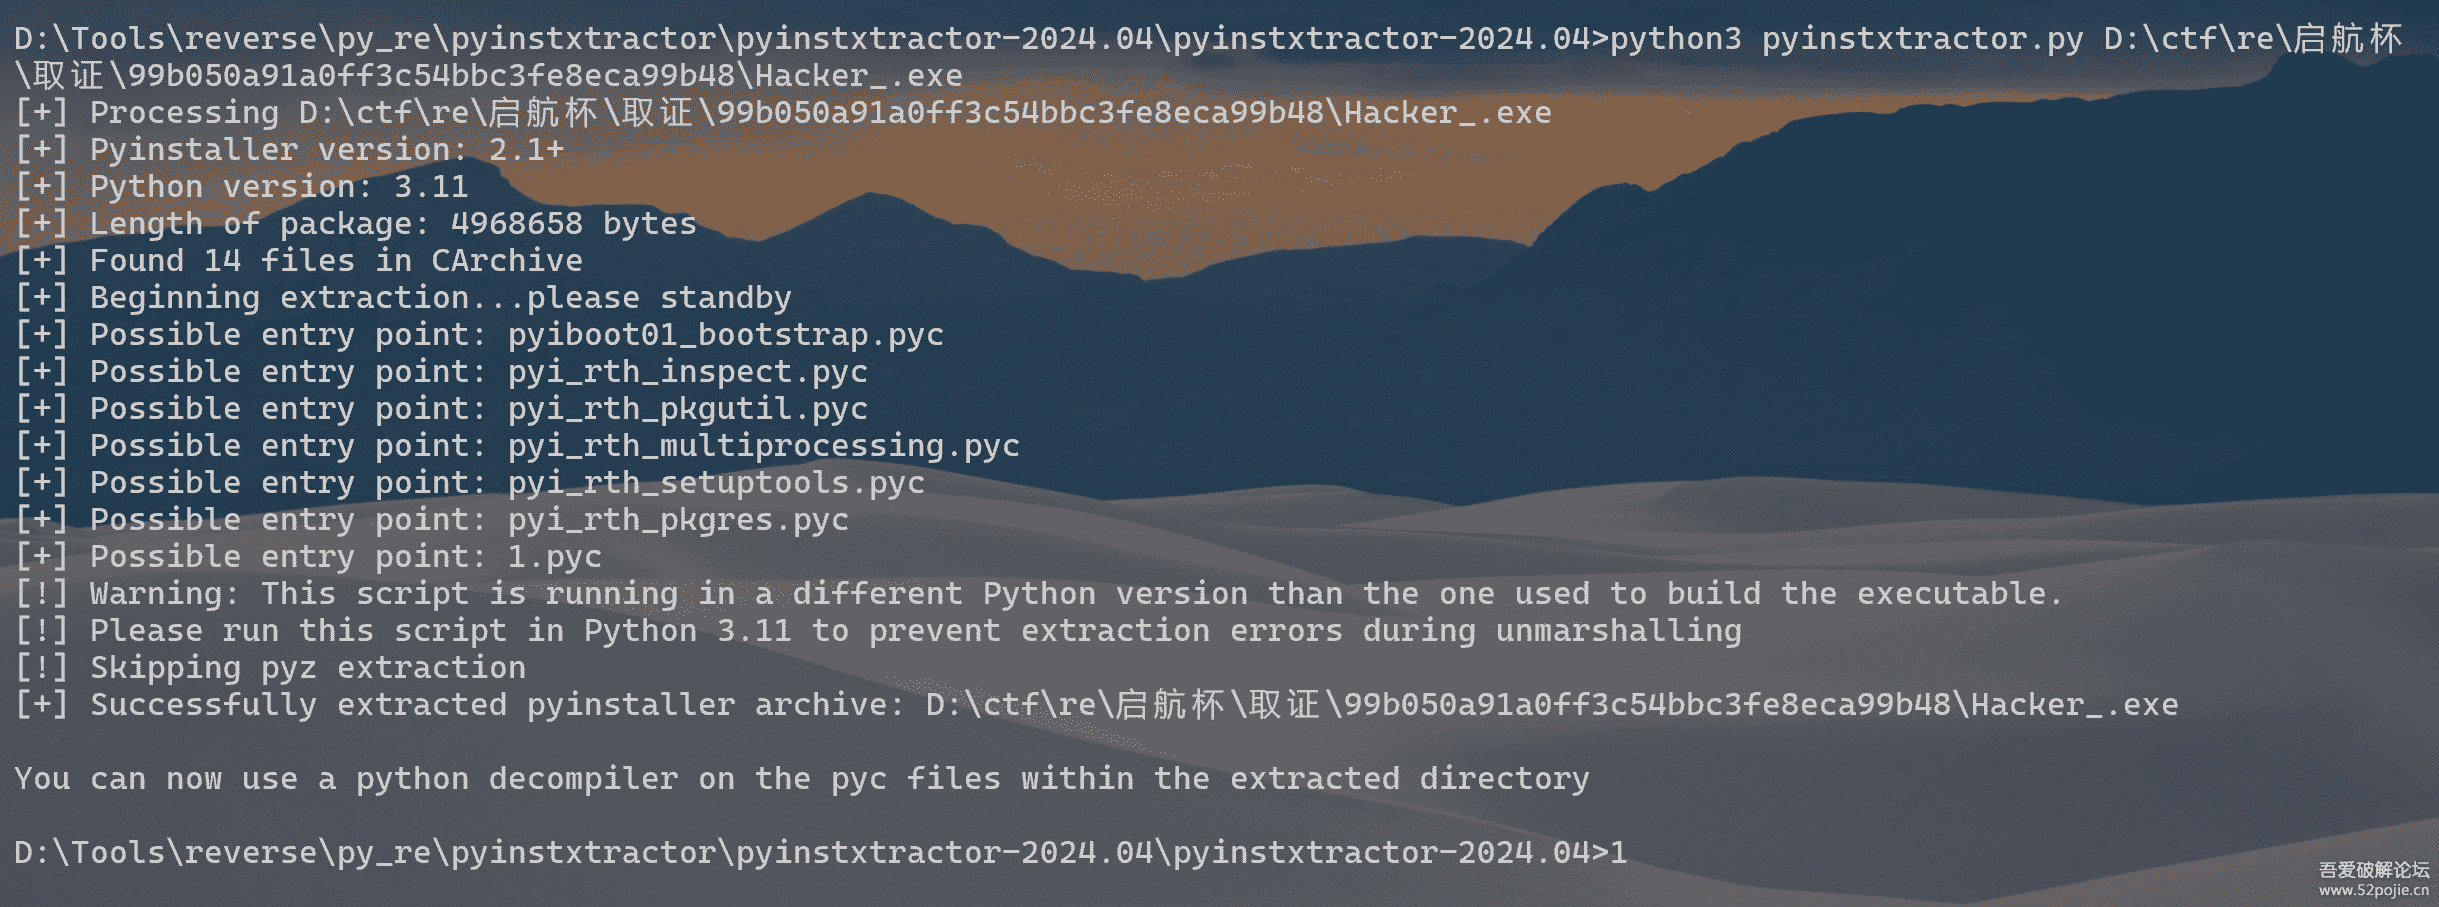 D:\Tools\reverse\py_re\pyinstxtractor\pyinstxtractor-2024.04\pyinstxtractor-2024.04>python3 pyinstxtractor.py D:\ctf\re\启航杯
\取证\99b050a91a0ff3c54bbc3fe8eca99b48\Hacker_.exe
[+] Processing D:\ctf\re\启航杯\取证\99b050a91a0ff3c54bbc3fe8eca99b48\Hacker_.exe
[+] Pyinstaller version: 2.1+
[+] Python version: 3.11
[+] Length of package: 4968658 bytes
[+] Found 14 files in CArchive
[+] Beginning extraction...please standby
[+] Possible entry point: pyiboot01_bootstrap.pyc
[+] Possible entry point: pyi_rth_inspect.pyc
[+] Possible entry point: pyi_rth_pkgutil.pyc
[+] Possible entry point: pyi_rth_multiprocessing.pyc
[+] Possible entry point: pyi_rth_setuptools.pyc
[+] Possible entry point: pyi_rth_pkgres.pyc
[+] Possible entry point: 1.pyc
[!] Warning: This script is running in a different Python version than the one used to build the executable.
[!] Please run this script in Python 3.11 to prevent extraction errors during unmarshalling
[!] Skipping pyz extraction
[+] Successfully extracted pyinstaller archive: D:\ctf\re\启航杯\取证\99b050a91a0ff3c54bbc3fe8eca99b48\Hacker_.exe
You can now use a python decompiler on the pyc files within the extracted directory
D:\Tools\reverse\py_re\pyinstxtractor\pyinstxtractor-2024.04\pyinstxtractor-2024.04>1
吾爱破解论坛
www.52pojie.cn